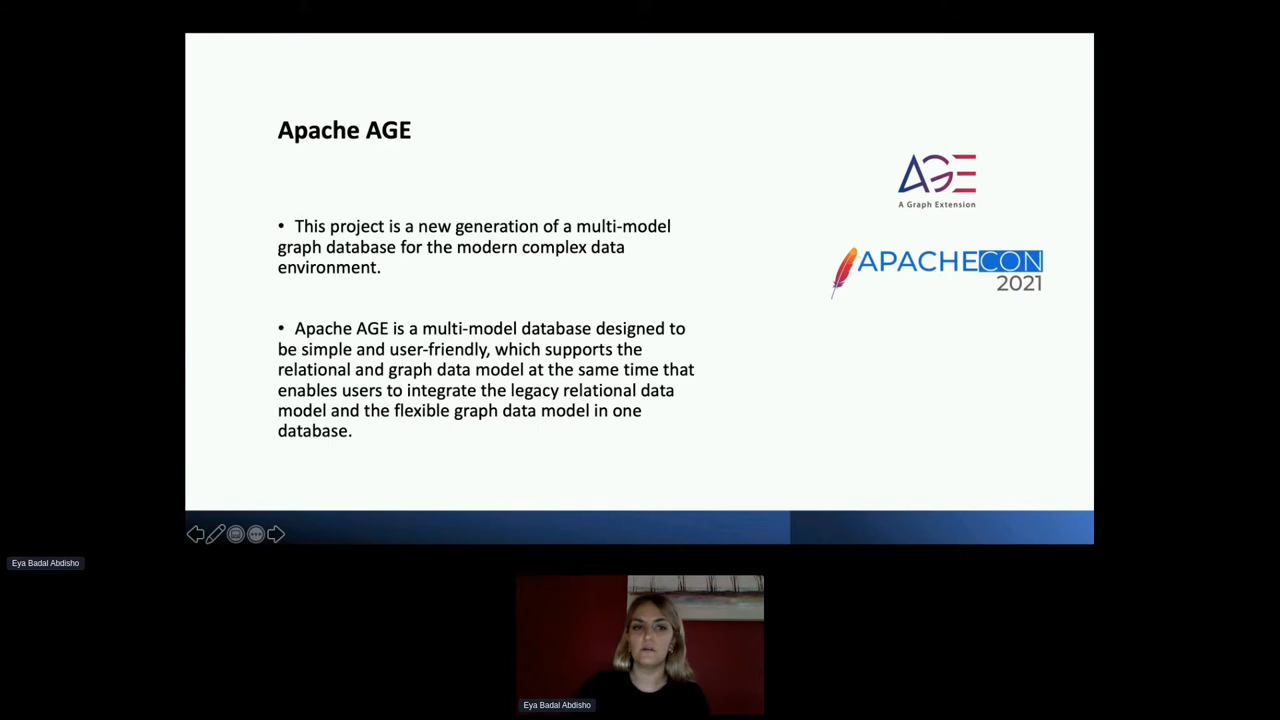 Apache AGE
• This project is a new generation of a multi-model
graph database for the modern complex data
environment.
• Apache AGE is a multi-model database designed to
be simple and user-friendly, which supports the
relational and graph data model at the same time that
enables users to integrate the legacy relational data
model and the flexible graph data model in one
database.
AGE
A Graph Extension
APACHECON
2021
Eya Badal Abdisho
Eya Badal Abdisho